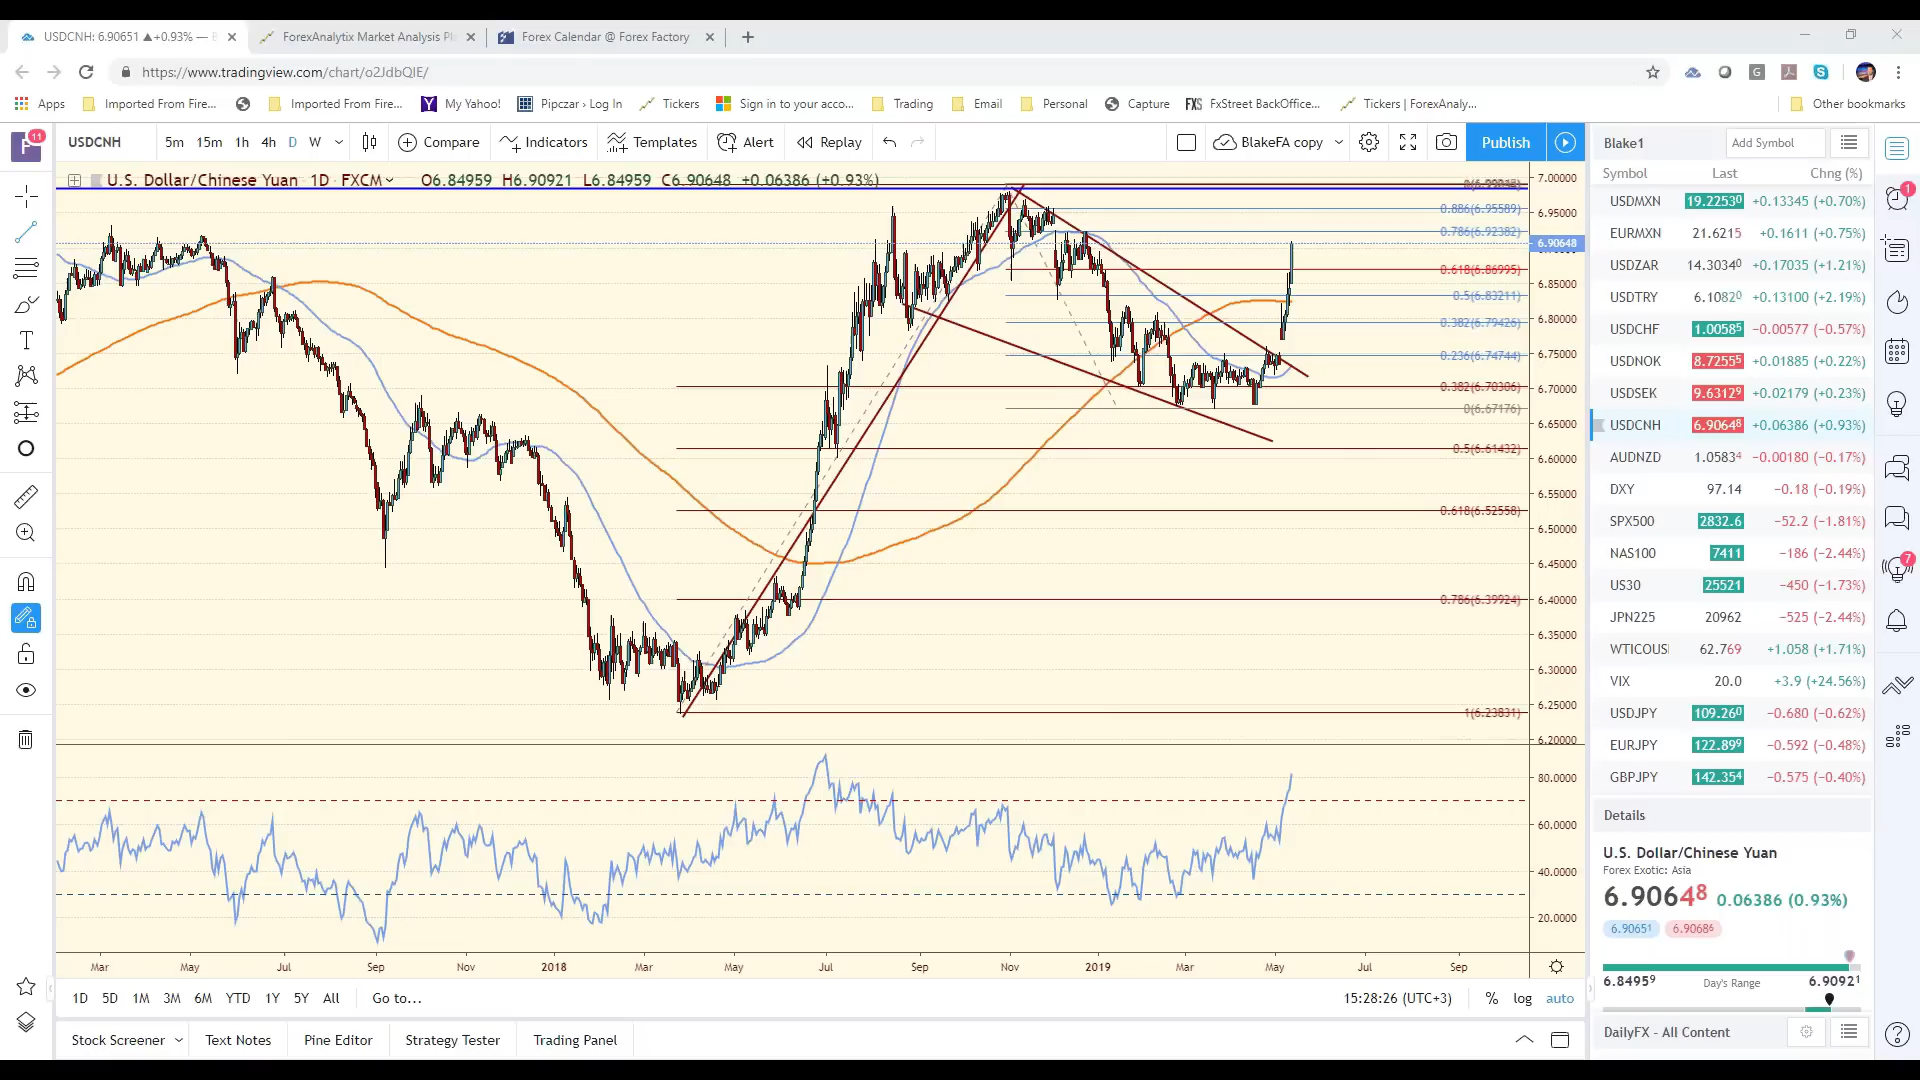 USDCNH: 6.90651 ▲+0.93% —
ForexAnalytix Market Analysis
Forex Calendar @ Forex Factory
https://www.tradingview.com/chart/o2JdbQIE/
Apps
Imported From Fire...
Imported From Fire...
My Yahoo!
Pipczar › Log In
Tickers
Sign in to your acco...
Trading
Email
Personal
Capture
FXS FxStreet BackOffice...
Tickers | ForexAnaly...
Other bookmarks
F 11
USDCNH 5m 15m 1h 4h D W Compare Indicators Templates Alert Replay BlakeFA copy Publish
U.S. Dollar/Chinese Yuan · 1D · FXCM O6.84959 H6.90921 L6.84959 C6.90648 +0.06386 (+0.93%)
0.886(6.95589)
0.786(6.92382)
0.618(6.86995)
0.5(6.83211)
0.382(6.79426)
0.236(6.74744)
0.382(6.70306)
0(6.67176)
0.5(6.61432)
0.618(6.52558)
0.786(6.39924)
1(6.23831)
7.00000
6.95000
6.90648
6.85000
6.80000
6.75000
6.70000
6.65000
6.60000
6.55000
6.50000
6.45000
6.40000
6.35000
6.30000
6.25000
6.20000
80.0000
60.0000
40.0000
20.0000
Mar May Jul Sep Nov 2018 Mar May Jul Sep Nov 2019 Mar May Jul Sep
1D 5D 1M 3M 6M YTD 1Y 5Y All Go to... 15:28:26 (UTC+3) % log auto
Stock Screener Text Notes Pine Editor Strategy Tester Trading Panel
Blake1 Add Symbol
Symbol Last Chng (%)
USDMXN 19.22530 +0.13345 (+0.70%)
EURMXN 21.6215 +0.1611 (+0.75%)
USDZAR 14.30340 +0.17035 (+1.21%)
USDTRY 6.10820 +0.13100 (+2.19%)
USDCHF 1.00585 −0.00577 (−0.57%)
USDNOK 8.72555 +0.01885 (+0.22%)
USDSEK 9.63129 +0.02179 (+0.23%)
USDCNH 6.90648 +0.06386 (+0.93%)
AUDNZD 1.05834 −0.00180 (−0.17%)
DXY 97.14 −0.18 (−0.19%)
SPX500 2832.6 −52.2 (−1.81%)
NAS100 7411 −186 (−2.44%)
US30 25521 −450 (−1.73%)
JPN225 20962 −525 (−2.44%)
WTICOUSI 62.769 +1.058 (+1.71%)
VIX 20.0 +3.9 (+24.56%)
USDJPY 109.260 −0.680 (−0.62%)
EURJPY 122.899 −0.592 (−0.48%)
GBPJPY 142.354 −0.575 (−0.40%)
Details
U.S. Dollar/Chinese Yuan
Forex Exotic: Asia
6.90648 0.06386 (0.93%)
6.90651 6.90686
6.84959 Day's Range 6.90921
DailyFX - All Content
1
7